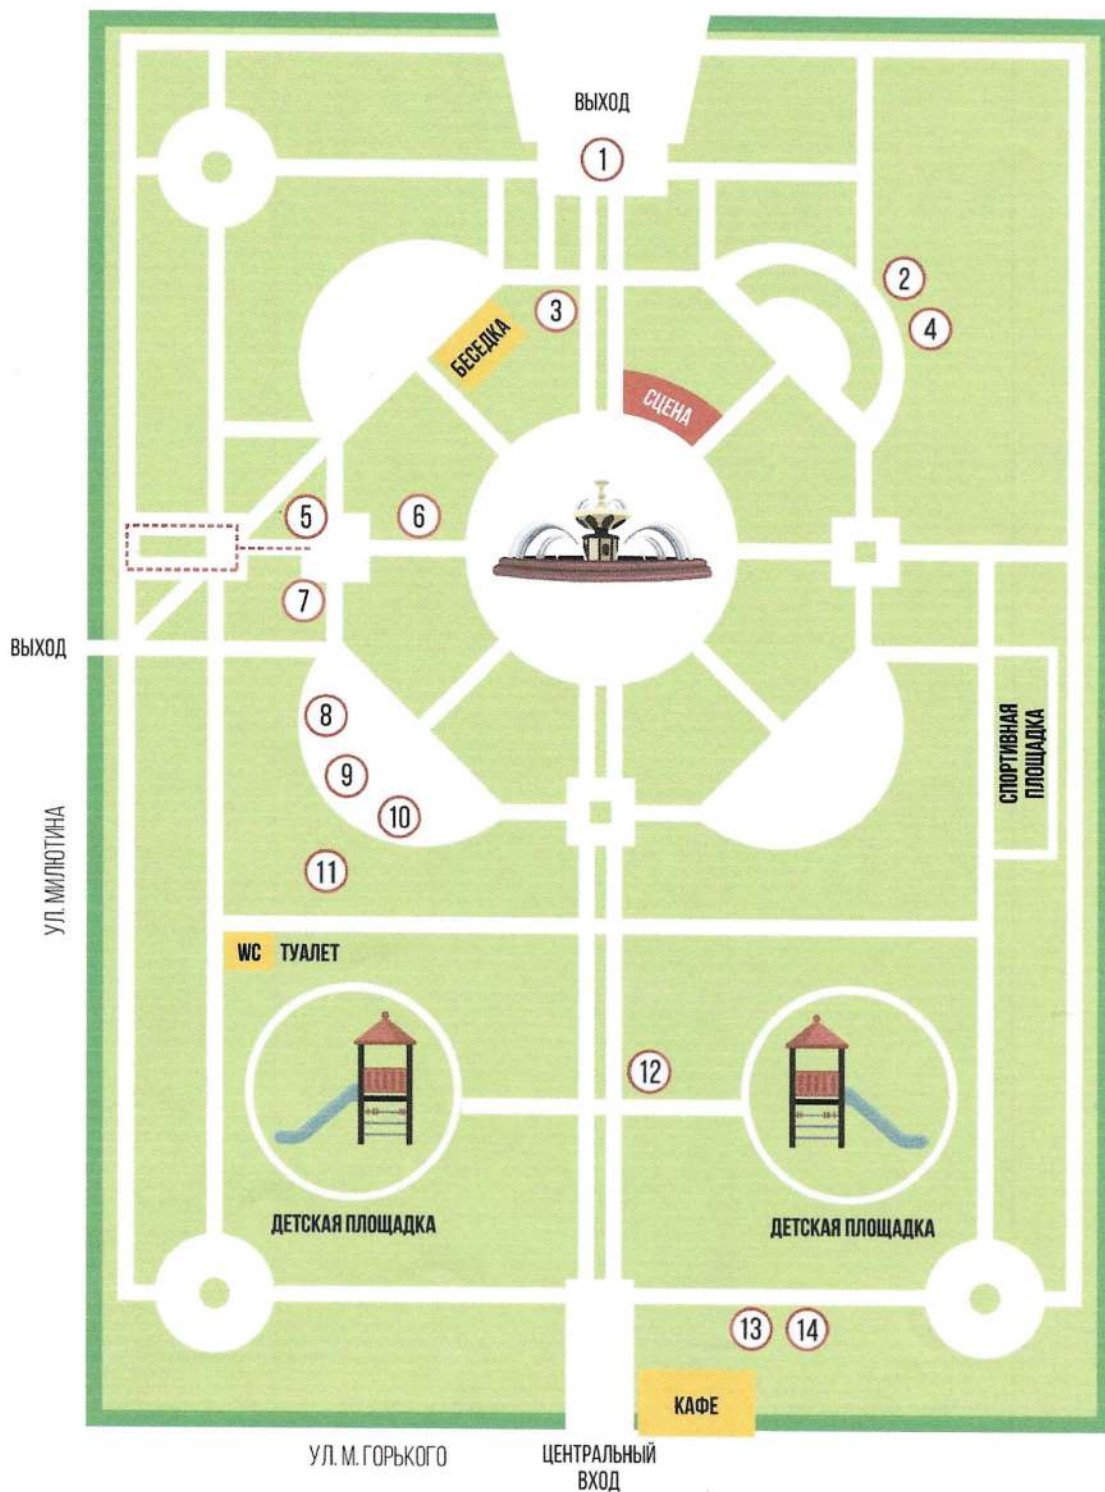 ВЫХОД
1
2
3
4
БЕСЕДКА
СЦЕНА
5
6
7
ВЫХОД
8
9
10
11
СПОРТИВНАЯ
ПЛОЩАДКА
УЛ. МИЛЮТИНА
WC ТУАЛЕТ
12
ДЕТСКАЯ ПЛОЩАДКА
ДЕТСКАЯ ПЛОЩАДКА
13
14
КАФЕ
УЛ. М. ГОРЬКОГО
ЦЕНТРАЛЬНЫЙ
ВХОД